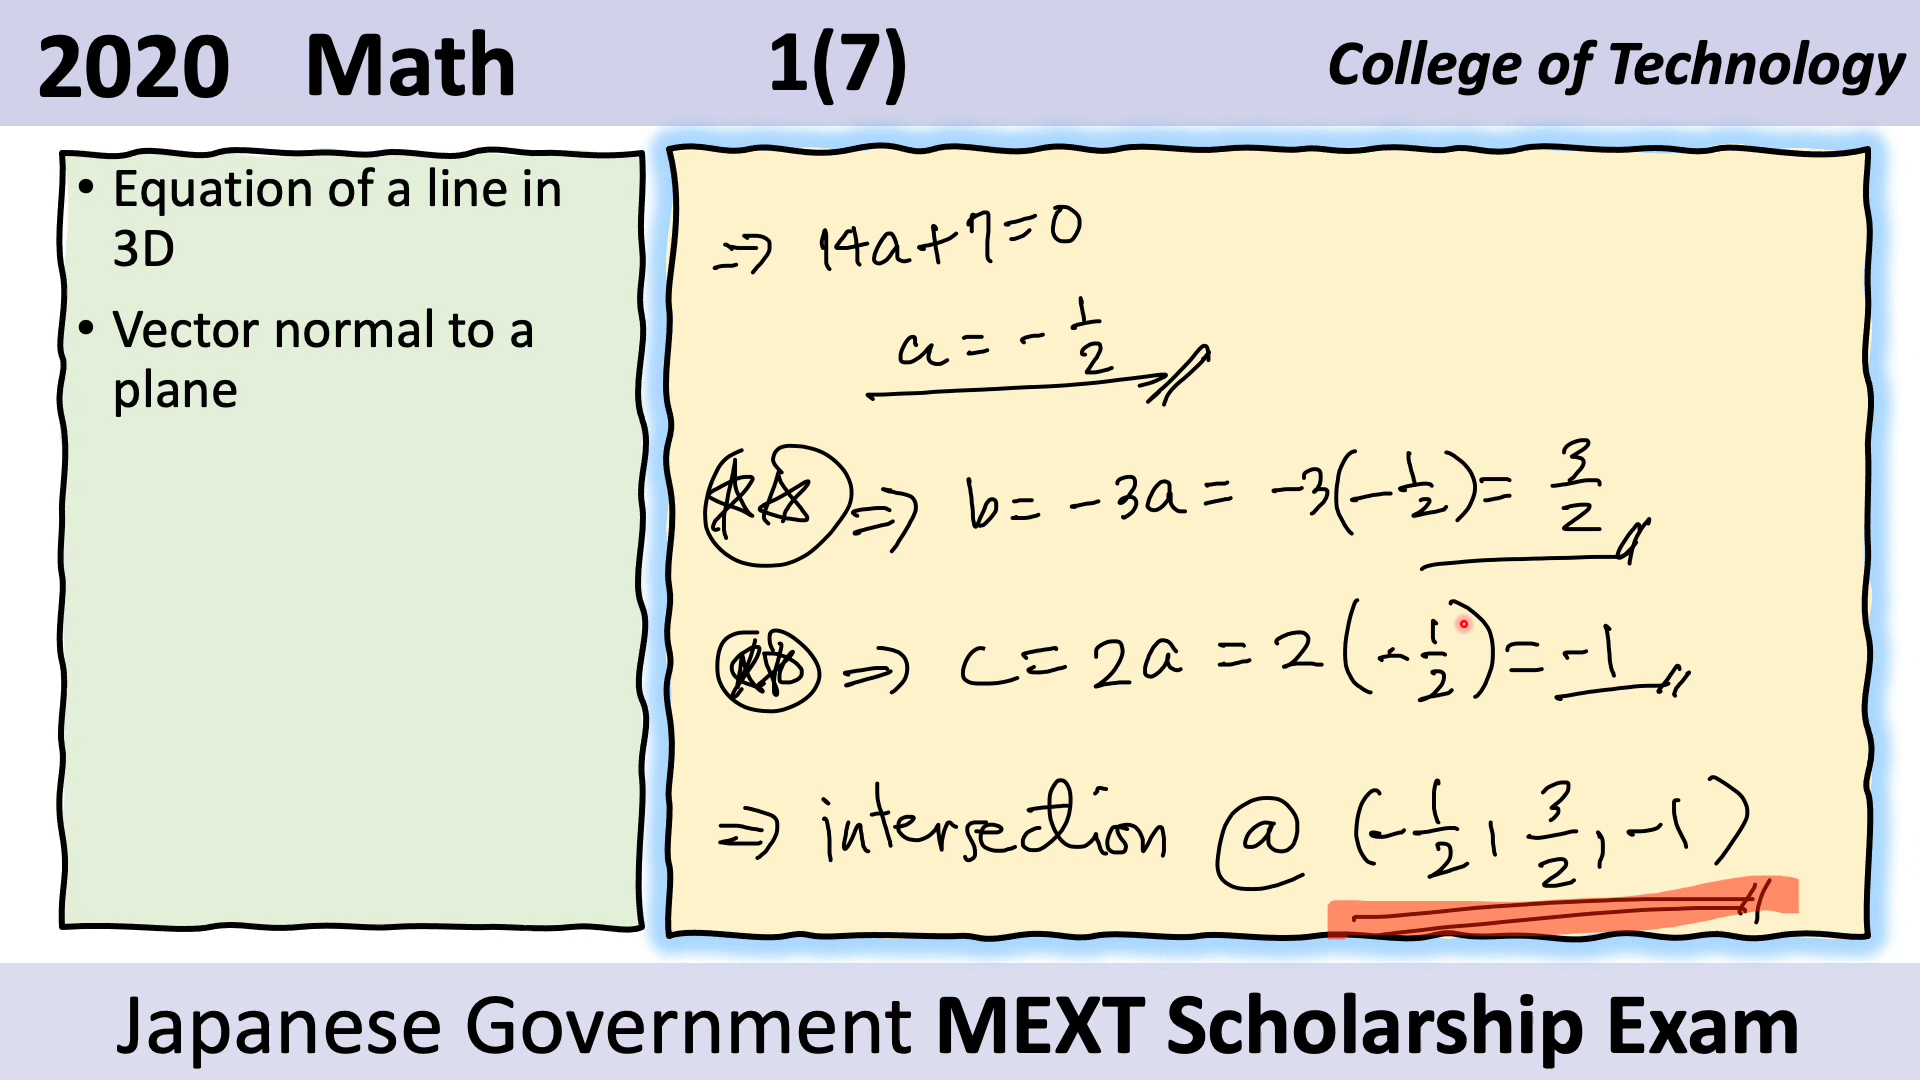 2020 Math 1(7) College of Technology
• Equation of a line in
3D
• Vector normal to a
plane
⇒ 14a+7=0
a = - 1/2
☆☆ ⇒ b = -3a = -3(-1/2) = 3/2
⇒ c = 2a = 2(-1/2) = -1
⇒ intersection @ (-1/2, 3/2, -1)
Japanese Government MEXT Scholarship Exam